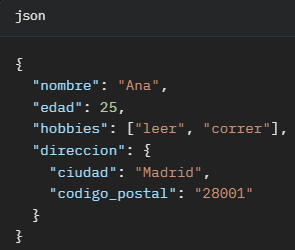 json
{
  "nombre": "Ana",
  "edad": 25,
  "hobbies": ["leer", "correr"],
  "direccion": {
    "ciudad": "Madrid",
    "codigo_postal": "28001"
  }
}